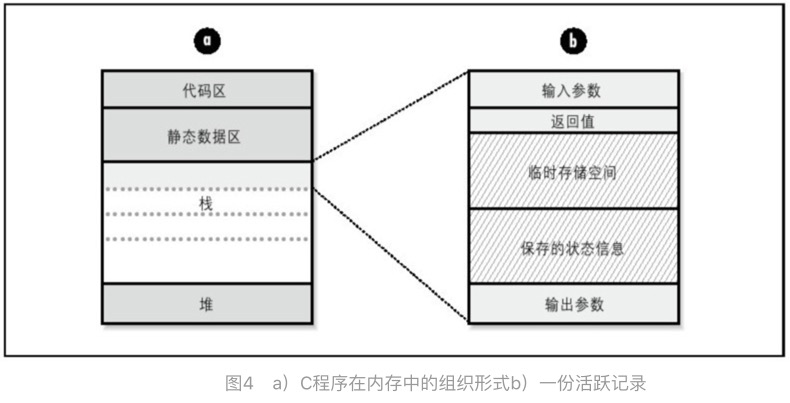 a
代码区
静态数据区
栈
堆
b
输入参数
返回值
临时存储空间
保存的状态信息
输出参数
图4 a）C程序在内存中的组织形式b）一份活跃记录